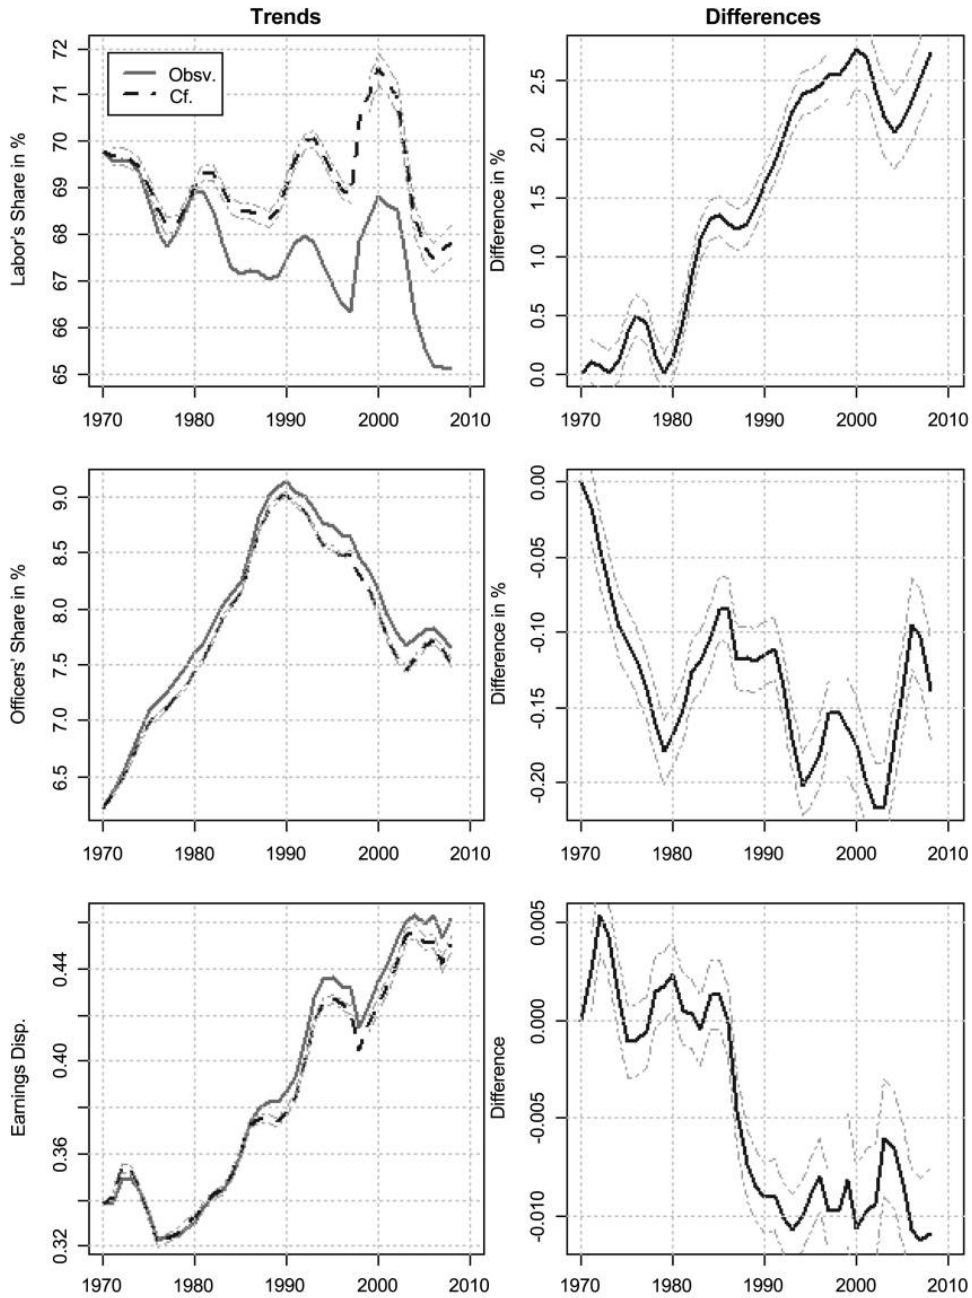 Trends
Differences
Labor's Share in %
72
71
70
69
68
67
66
65
Obsv.
Cf.
1970 1980 1990 2000 2010
Difference in %
2.5
2.0
1.5
1.0
0.5
0.0
1970 1980 1990 2000 2010
Officers' Share in %
9.0
8.5
8.0
7.5
7.0
6.5
1970 1980 1990 2000 2010
Difference in %
0.00
-0.05
-0.10
-0.15
-0.20
1970 1980 1990 2000 2010
Earnings Disp.
0.44
0.40
0.36
0.32
1970 1980 1990 2000 2010
Difference
0.005
0.000
-0.005
-0.010
1970 1980 1990 2000 2010